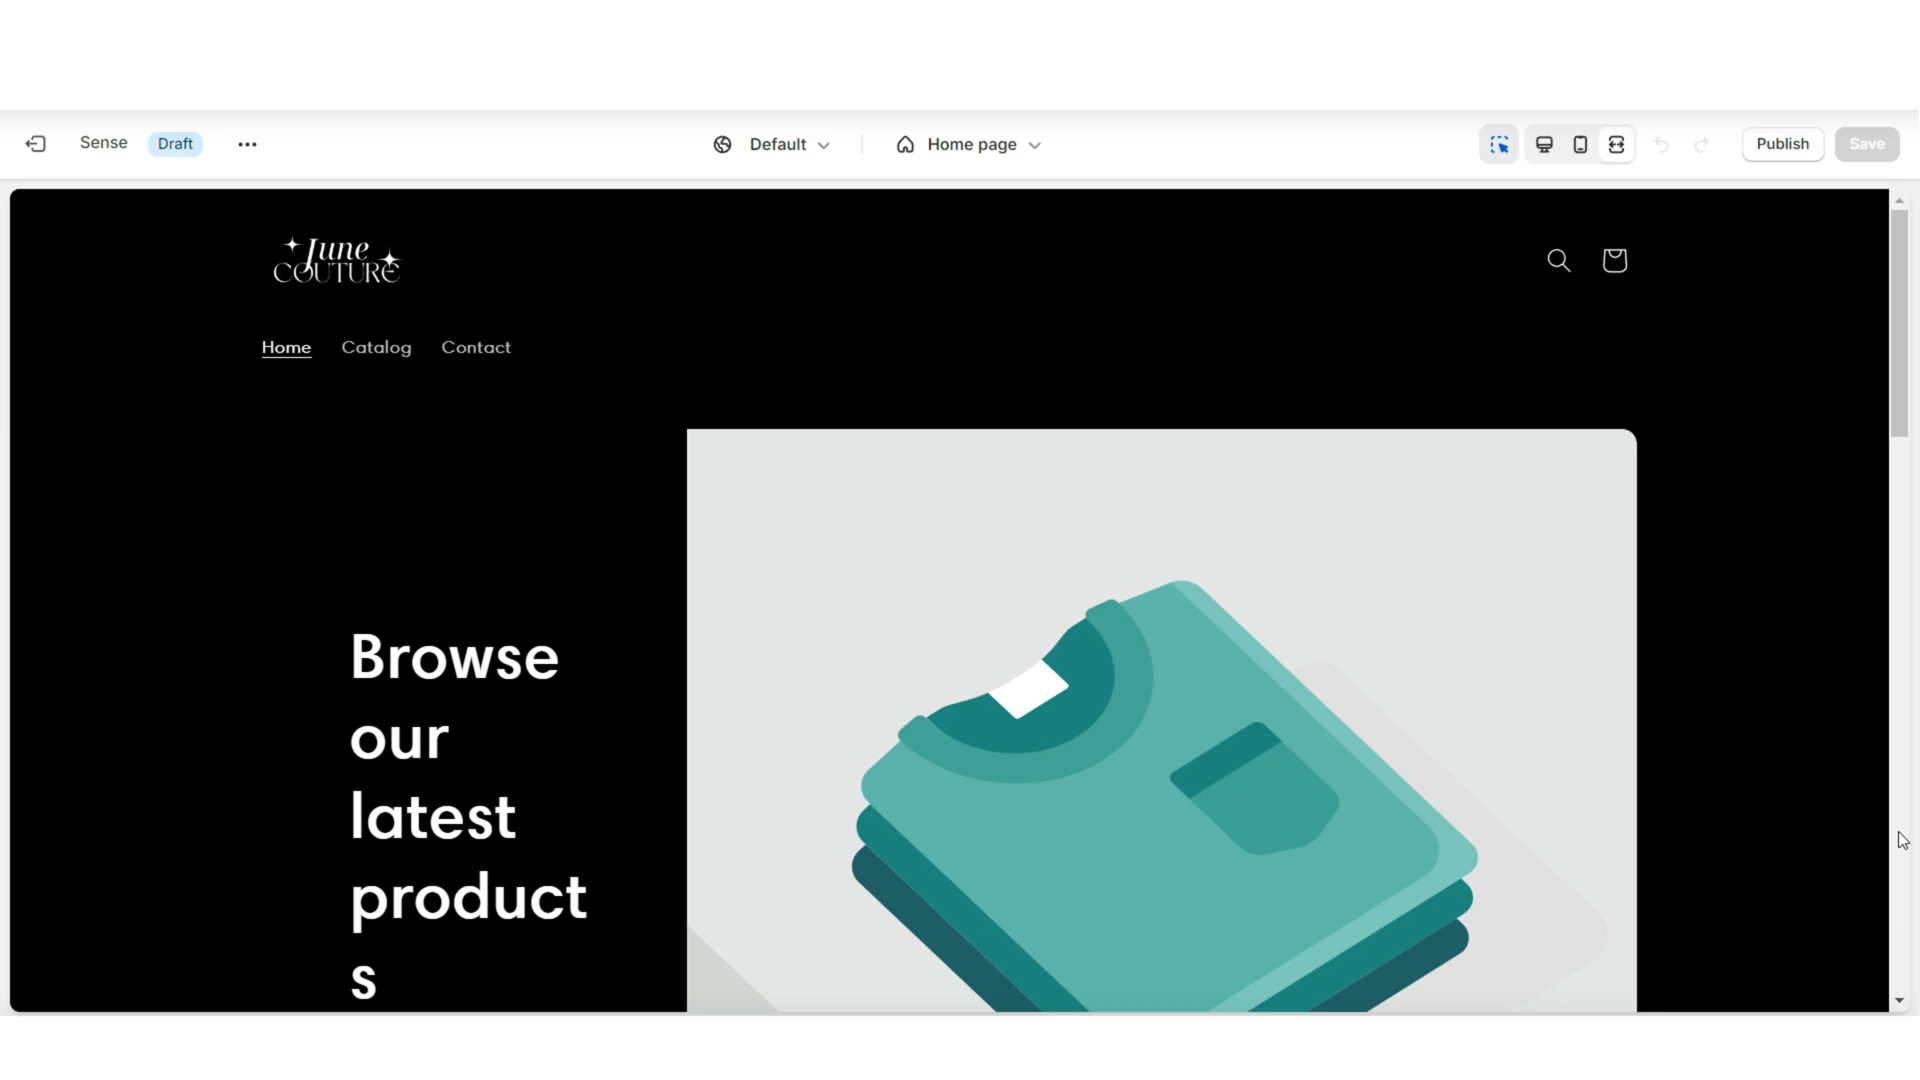 Sense Draft Default Home page Publish Save
June
COUTURE
Home Catalog Contact
Browse
our
latest
product
s